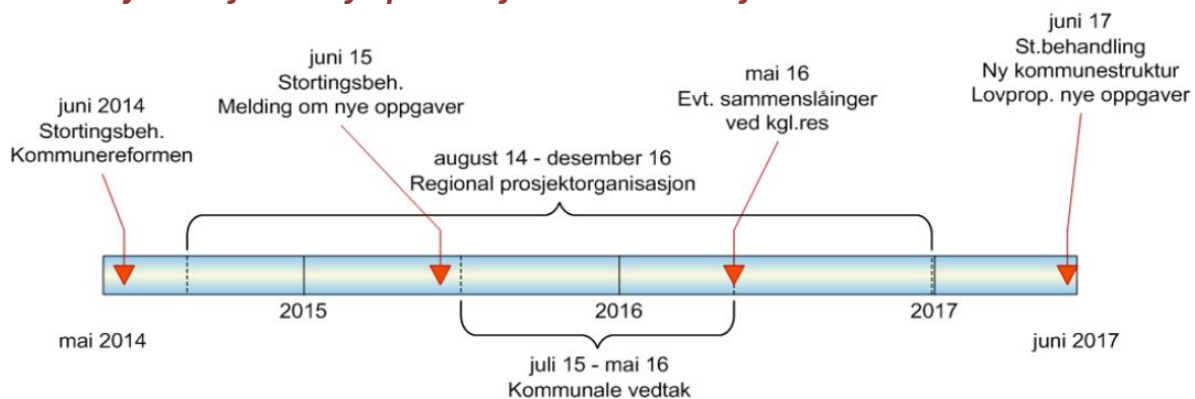 juni 17
St.behandling
Ny kommunestruktur
Lovprop. nye oppgaver
juni 15
Stortingsbeh.
Melding om nye oppgaver
mai 16
Evt. sammenslåinger
ved kgl.res
juni 2014
Stortingsbeh.
Kommunereformen
august 14 - desember 16
Regional prosjektorganisasjon
2015
2016
2017
mai 2014
juni 2017
juli 15 - mai 16
Kommunale vedtak